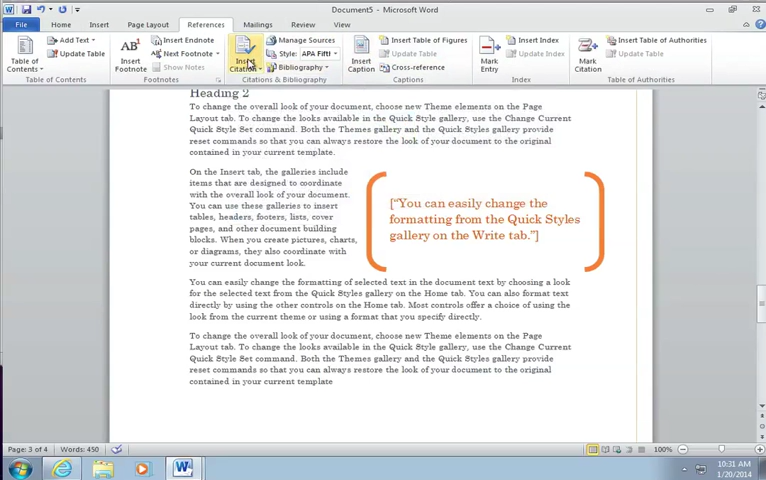 Document5 - Microsoft Word
File Home Insert Page Layout References Mailings Review View
Table of Contents
Add Text
Update Table
Table of Contents
AB1
Insert Footnote
Insert Endnote
Next Footnote
Show Notes
Footnotes
Insert Citation
Manage Sources
Style: APA Fifth
Bibliography
Citations & Bibliography
Insert Caption
Insert Table of Figures
Update Table
Cross-reference
Captions
Mark Entry
Insert Index
Update Index
Index
Mark Citation
Insert Table of Authorities
Update Table
Table of Authorities
Heading 2
To change the overall look of your document, choose new Theme elements on the Page
Layout tab. To change the looks available in the Quick Style gallery, use the Change Current
Quick Style Set command. Both the Themes gallery and the Quick Styles gallery provide
reset commands so that you can always restore the look of your document to the original
contained in your current template.
On the Insert tab, the galleries include
items that are designed to coordinate
with the overall look of your document.
You can use these galleries to insert
tables, headers, footers, lists, cover
pages, and other document building
blocks. When you create pictures, charts,
or diagrams, they also coordinate with
your current document look.
[“You can easily change the
formatting from the Quick Styles
gallery on the Write tab.”]
You can easily change the formatting of selected text in the document text by choosing a look
for the selected text from the Quick Styles gallery on the Home tab. You can also format text
directly by using the other controls on the Home tab. Most controls offer a choice of using the
look from the current theme or using a format that you specify directly.
To change the overall look of your document, choose new Theme elements on the Page
Layout tab. To change the looks available in the Quick Style gallery, use the Change Current
Quick Style Set command. Both the Themes gallery and the Quick Styles gallery provide
reset commands so that you can always restore the look of your document to the original
contained in your current template
Page: 3 of 4 Words: 450 100%
10:31 AM
1/20/2014